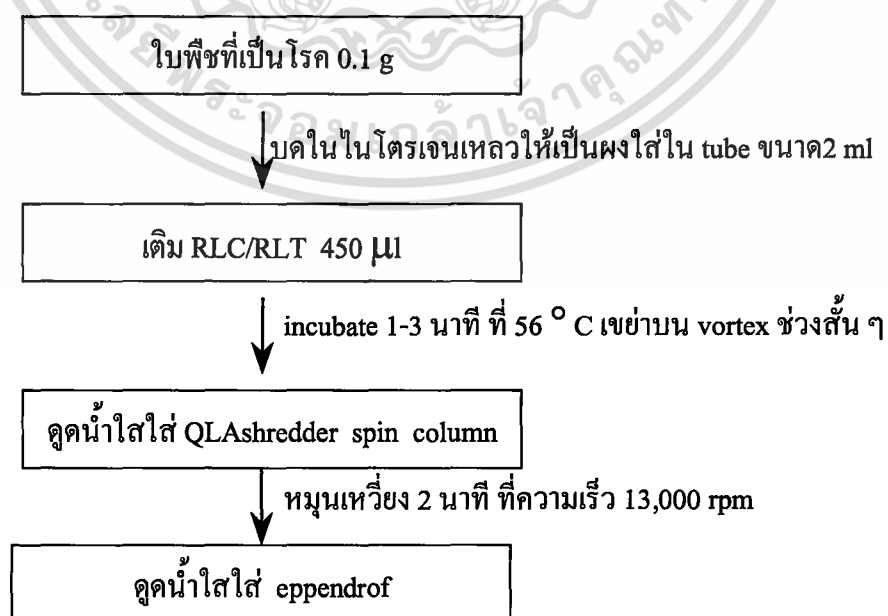 ใบพืชที่เป็นโรค 0.1 g
บดในไนโตรเจนเหลวให้เป็นผงใส่ใน tube ขนาด2 ml
เติม RLC/RLT 450 µl
incubate 1-3 นาที ที่ 56 ° C เขย่าบน vortex ช่วงสั้น ๆ
ดูดน้ำใสใส่ QLAshredder spin column
หมุนเหวี่ยง 2 นาที ที่ความเร็ว 13,000 rpm
ดูดน้ำใสใส่ eppendrof